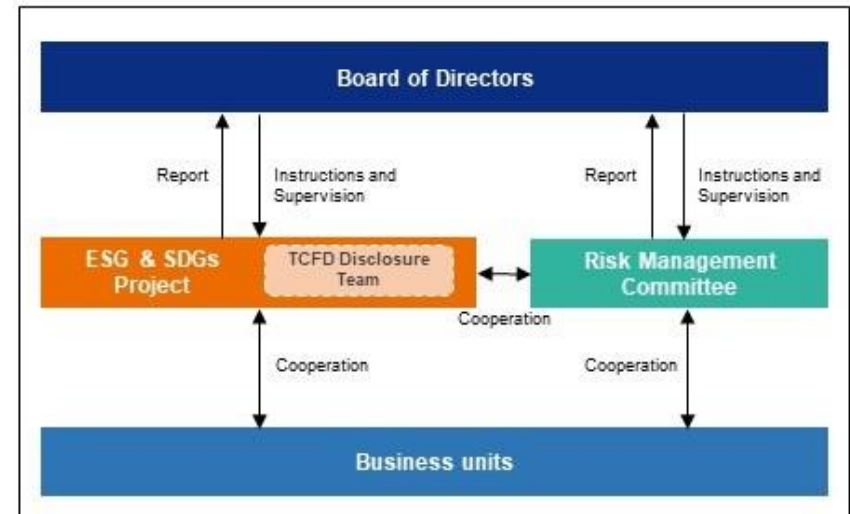 Board of Directors
Report
Instructions and
Supervision
Report
Instructions and
Supervision
ESG & SDGs
Project
TCFD Disclosure
Team
Risk Management
Committee
Cooperation
Cooperation
Cooperation
Business units